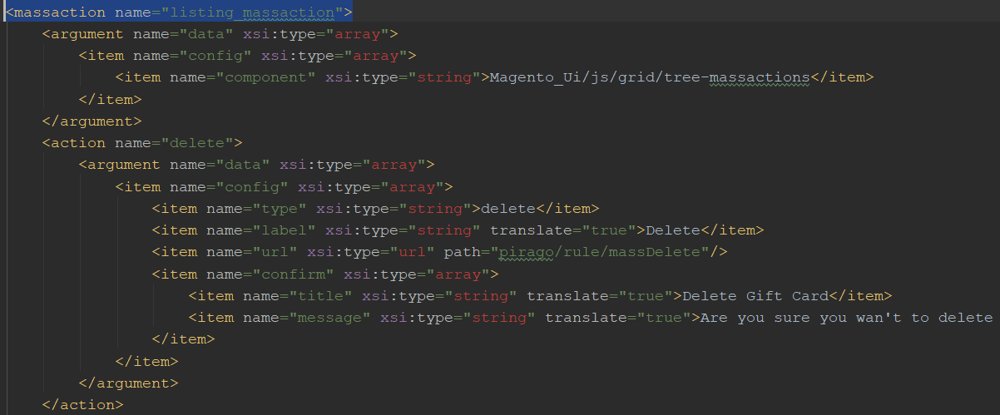 <massaction name="listing_massaction">
<argument name="data" xsi:type="array">
<item name="config" xsi:type="array">
<item name="component" xsi:type="string">Magento_Ui/js/grid/tree-massactions</item>
</item>
</argument>
<action name="delete">
<argument name="data" xsi:type="array">
<item name="config" xsi:type="array">
<item name="type" xsi:type="string">delete</item>
<item name="label" xsi:type="string" translate="true">Delete</item>
<item name="url" xsi:type="url" path="pirago/rule/massDelete"/>
<item name="confirm" xsi:type="array">
<item name="title" xsi:type="string" translate="true">Delete Gift Card</item>
<item name="message" xsi:type="string" translate="true">Are you sure you wan't to delete
</item>
</item>
</argument>
</action>